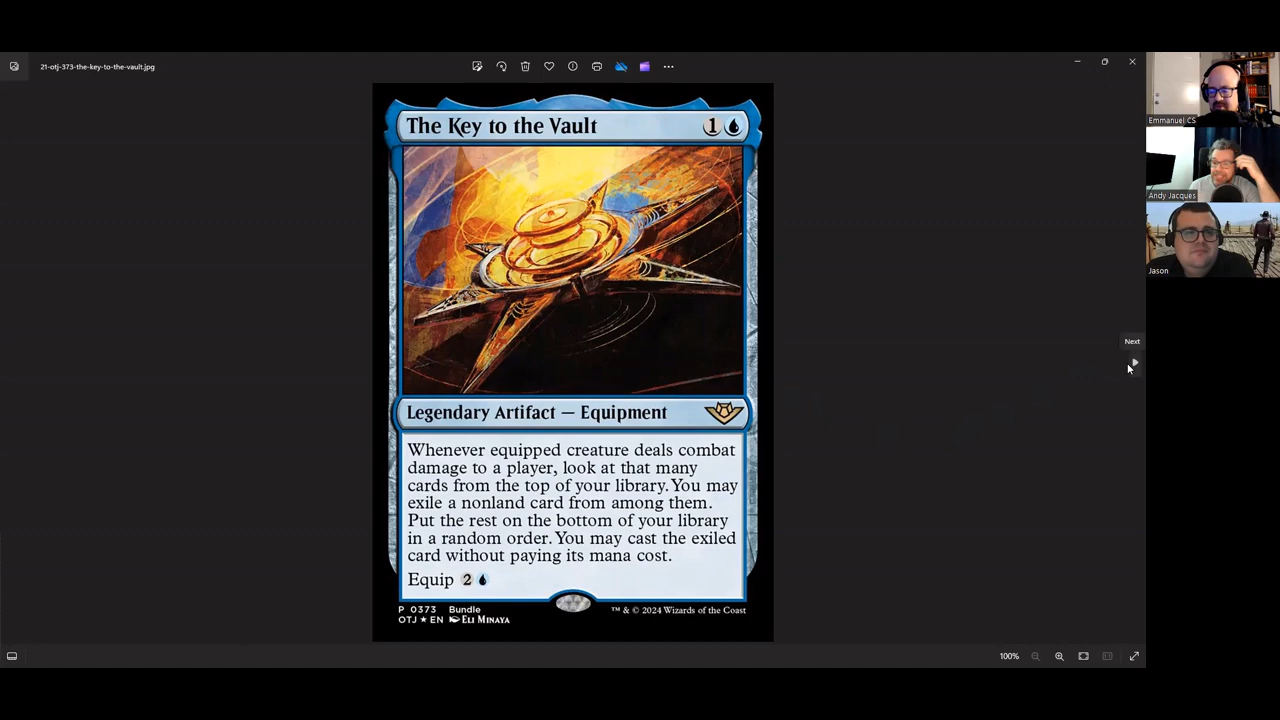 21-otj-373-the-key-to-the-vault.jpg
The Key to the Vault 1
Legendary Artifact — Equipment
Whenever equipped creature deals combat
damage to a player, look at that many
cards from the top of your library. You may
exile a nonland card from among them.
Put the rest on the bottom of your library
in a random order. You may cast the exiled
card without paying its mana cost.
Equip 2
P 0373 Bundle
OTJ ★ EN Eli Minaya
™ & © 2024 Wizards of the Coast
Emmanuel CS
Andy Jacques
Jason
Next
100%